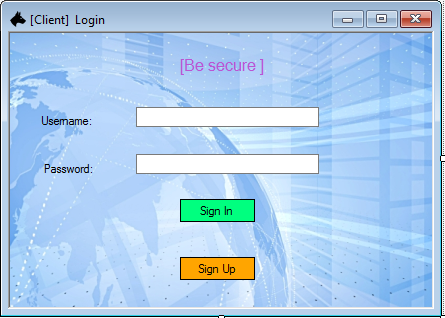 [Client] Login
[Be secure ]
Username:
Password:
Sign In
Sign Up